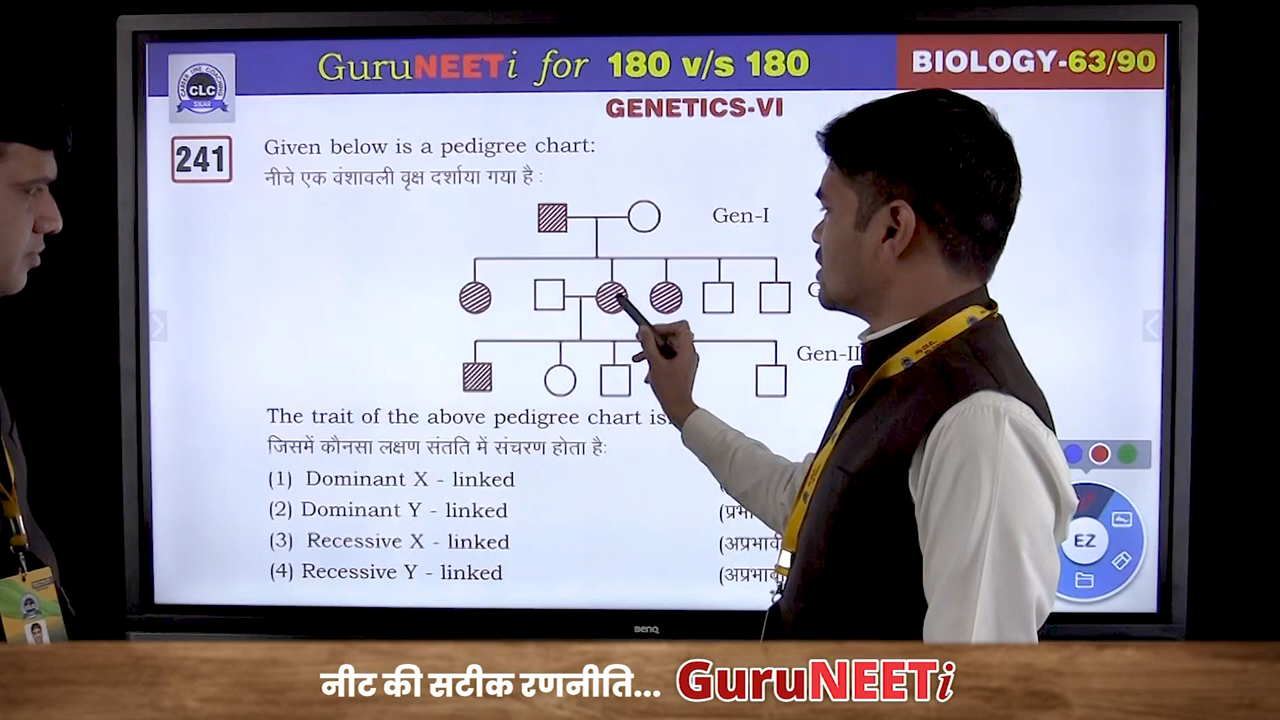 GuruNEETi for 180 v/s 180
BIOLOGY-63/90
CLC
SIKAR
GENETICS-VI
241
Given below is a pedigree chart:
नीचे एक वंशावली वृक्ष दर्शाया गया है :
Gen-I
Gen-II
The trait of the above pedigree chart is
जिसमें कौनसा लक्षण संतति में संचरण होता है:
(1) Dominant X - linked
(2) Dominant Y - linked
(3) Recessive X - linked
(4) Recessive Y - linked
EZ
BenQ
नीट की सटीक रणनीति... GuruNEETi